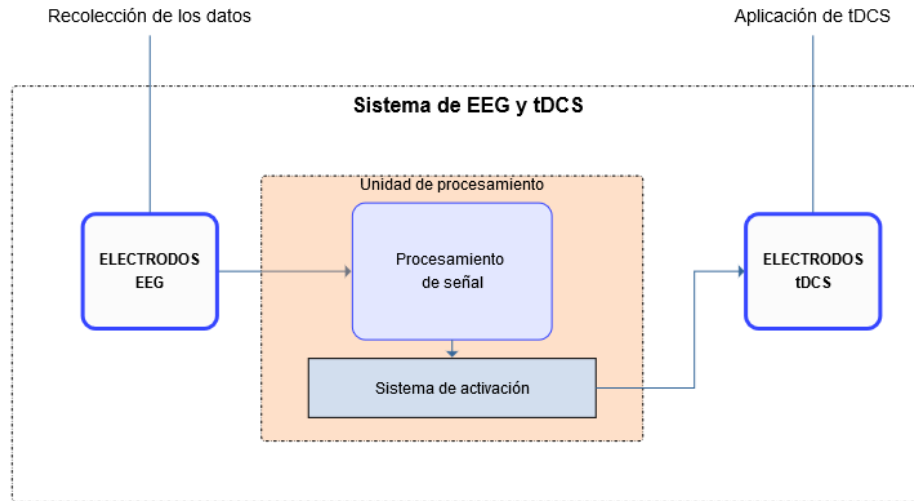 Recolección de los datos
Aplicación de tDCS
Sistema de EEG y tDCS
Unidad de procesamiento
ELECTRODOS
EEG
Procesamiento
de señal
ELECTRODOS
tDCS
Sistema de activación